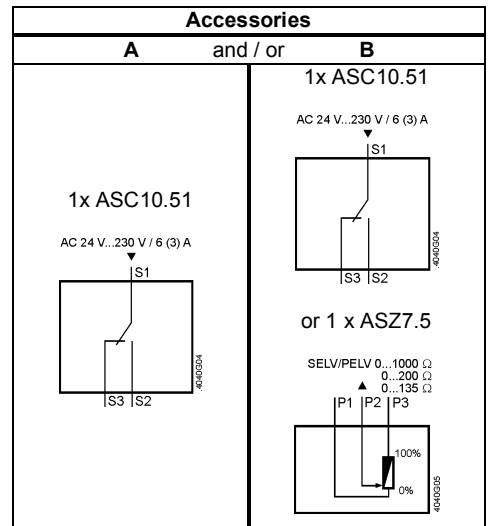 Accessories
A and / or B
1x ASC10.51
AC 24 V...230 V / 6 (3) A
S1
S3 S2
4040G04
1x ASC10.51
AC 24 V...230 V / 6 (3) A
S1
S3 S2
4040G04
or 1 x ASZ7.5
SELV/PELV 0...1000 Ω
0...200 Ω
0...135 Ω
P1 P2 P3
100%
0%
4040G05